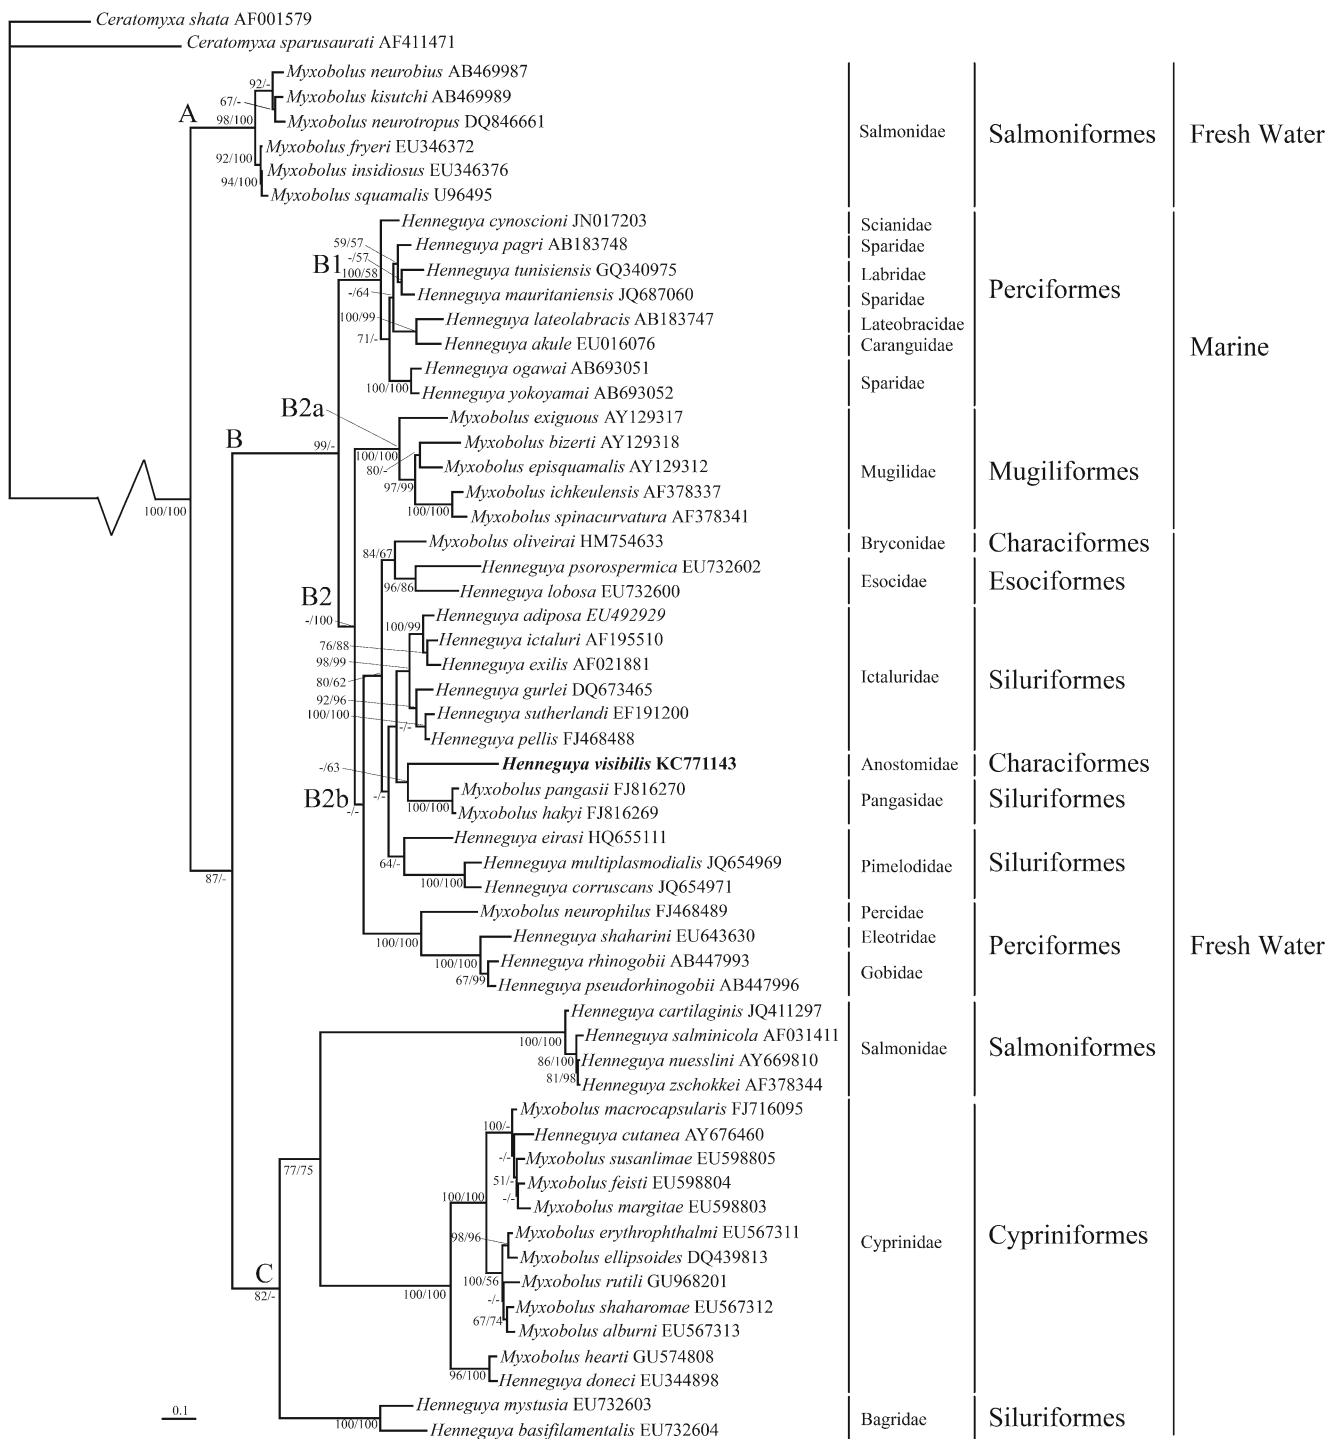 Ceratomyxa shata AF001579
Ceratomyxa sparusaurati AF411471
Myxobolus neurobius AB469987
92/-
Myxobolus kisutchi AB469989
67/-
A
98/100
Myxobolus neurotropus DQ846661
Salmonidae
Salmoniformes
Fresh Water
Myxobolus fryeri EU346372
92/100
Myxobolus insidiosus EU346376
94/100
Myxobolus squamalis U96495
Henneguya cynoscioni JN017203
Scianidae
59/57
Henneguya pagri AB183748
Sparidae
-/57
B1
100/58
Henneguya tunisiensis GQ340975
Labridae
-/64
Henneguya mauritaniensis JQ687060
Sparidae
Perciformes
100/99
Henneguya lateolabracis AB183747
Lateobracidae
71/-
Henneguya akule EU016076
Caranguidae
Marine
Henneguya ogawai AB693051
100/100
Sparidae
Henneguya yokoyamai AB693052
B2a
Myxobolus exiguous AY129317
B
99/-
Myxobolus bizerti AY129318
100/100
80/-
Myxobolus episquamalis AY129312
Mugilidae
Mugiliformes
97/99
Myxobolus ichkeulensis AF378337
100/100
100/100
Myxobolus spinacurvatura AF378341
Myxobolus oliveirai HM754633
Bryconidae
Characiformes
84/67
Henneguya psorospermica EU732602
Esocidae
Esociformes
96/86
Henneguya lobosa EU732600
B2
-/100
Henneguya adiposa EU492929
100/99
Henneguya ictaluri AF195510
76/88
98/99
Henneguya exilis AF021881
Ictaluridae
Siluriformes
80/62
Henneguya gurlei DQ673465
92/96
100/100
Henneguya sutherlandi EF191200
-/-
Henneguya pellis FJ468488
-/63
Henneguya visibilis KC771143
Anostomidae
Characiformes
Myxobolus pangasii FJ816270
B2b
-/-
-/-
100/100
Pangasidae
Siluriformes
Myxobolus hakyi FJ816269
Henneguya eirasi HQ655111
64/-
Henneguya multiplasmodialis JQ654969
Pimelodidae
Siluriformes
87/-
100/100
Henneguya corruscans JQ654971
Myxobolus neurophilus FJ468489
Percidae
100/100
Henneguya shaharini EU643630
Eleotridae
Perciformes
Fresh Water
100/100
Henneguya rhinogobii AB447993
67/99
Gobidae
Henneguya pseudorhinogobii AB447996
Henneguya cartilaginis JQ411297
100/100
Henneguya salminicola AF031411
Salmonidae
Salmoniformes
86/100
Henneguya nuesslini AY669810
81/98
Henneguya zschokkei AF378344
Myxobolus macrocapsularis FJ716095
100/-
Henneguya cutanea AY676460
-/-
Myxobolus susanlimae EU598805
77/75
51/-
Myxobolus feisti EU598804
-/-
100/100
Myxobolus margitae EU598803
Myxobolus erythrophthalmi EU567311
98/96
Cyprinidae
Cypriniformes
Myxobolus ellipsoides DQ439813
C
82/-
100/100
100/56
Myxobolus rutili GU968201
-/-
Myxobolus shaharomae EU567312
67/74
Myxobolus alburni EU567313
Myxobolus hearti GU574808
96/100
Henneguya doneci EU344898
0.1
Henneguya mystusia EU732603
100/100
Bagridae
Siluriformes
Henneguya basifilamentalis EU732604